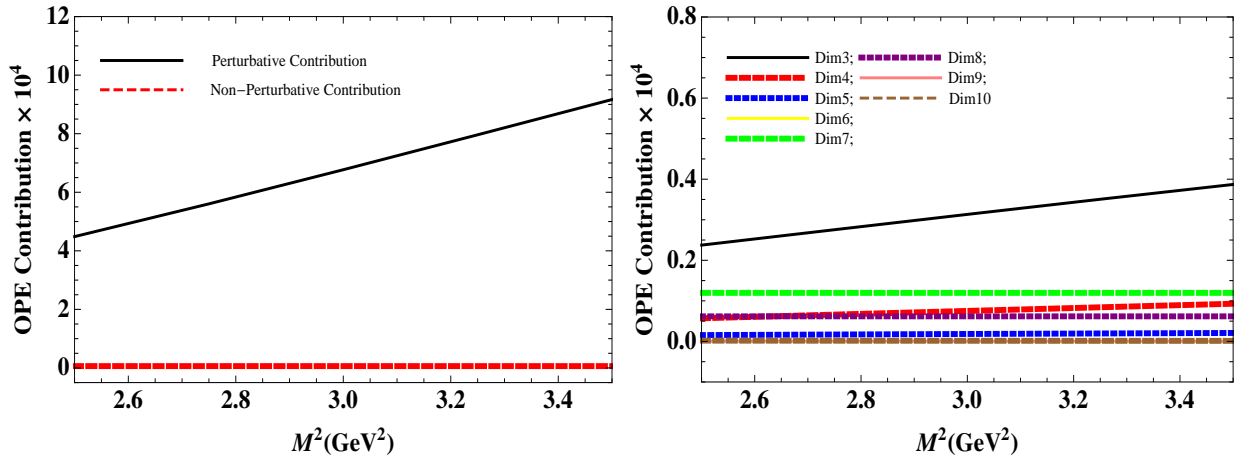 OPE Contribution × 10⁴
12
10
8
6
4
2
0
Perturbative Contribution
Non−Perturbative Contribution
2.6 2.8 3.0 3.2 3.4
M²(GeV²)
OPE Contribution × 10⁴
0.8
0.6
0.4
0.2
0.0
Dim3; Dim8;
Dim4; Dim9;
Dim5; Dim10
Dim6;
Dim7;
2.6 2.8 3.0 3.2 3.4
M²(GeV²)